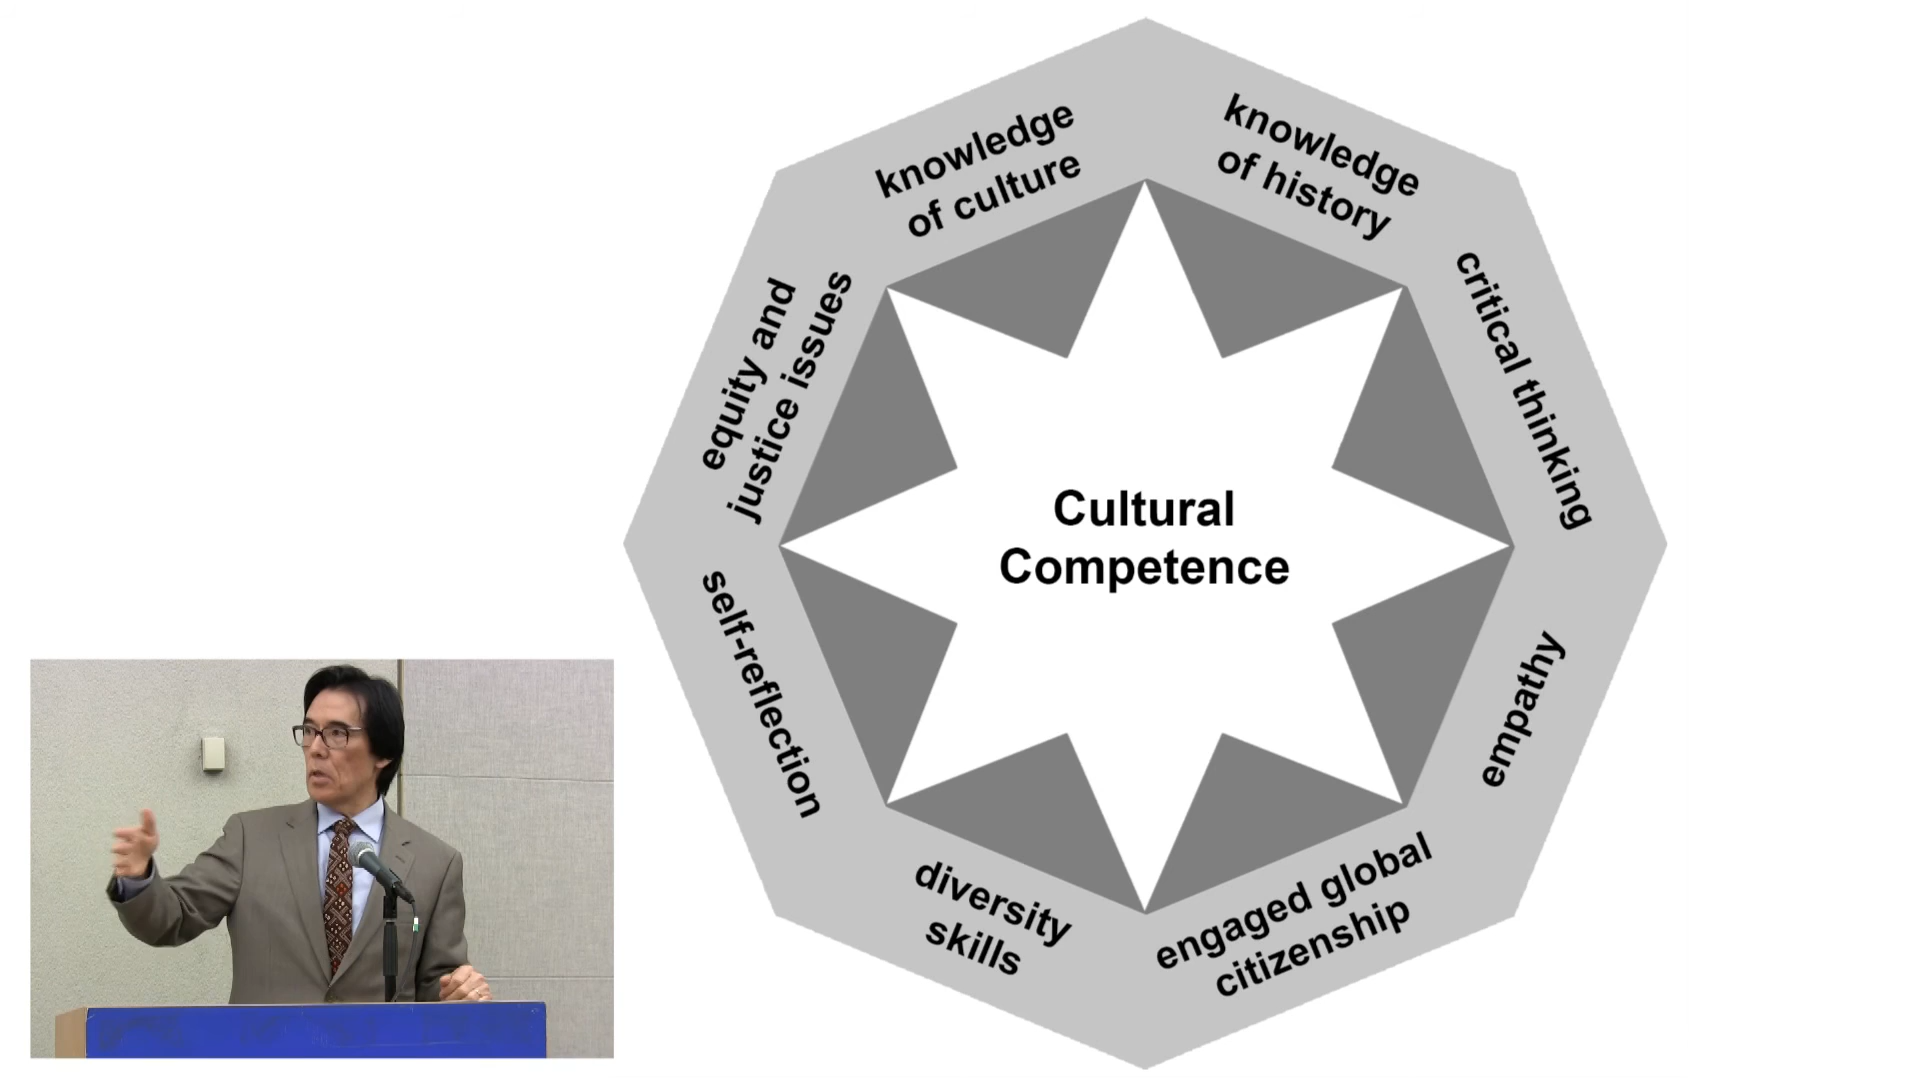 knowledge
of culture
knowledge
of history
critical thinking
empathy
engaged global
citizenship
diversity
skills
self-reflection
equity and
justice issues
Cultural
Competence